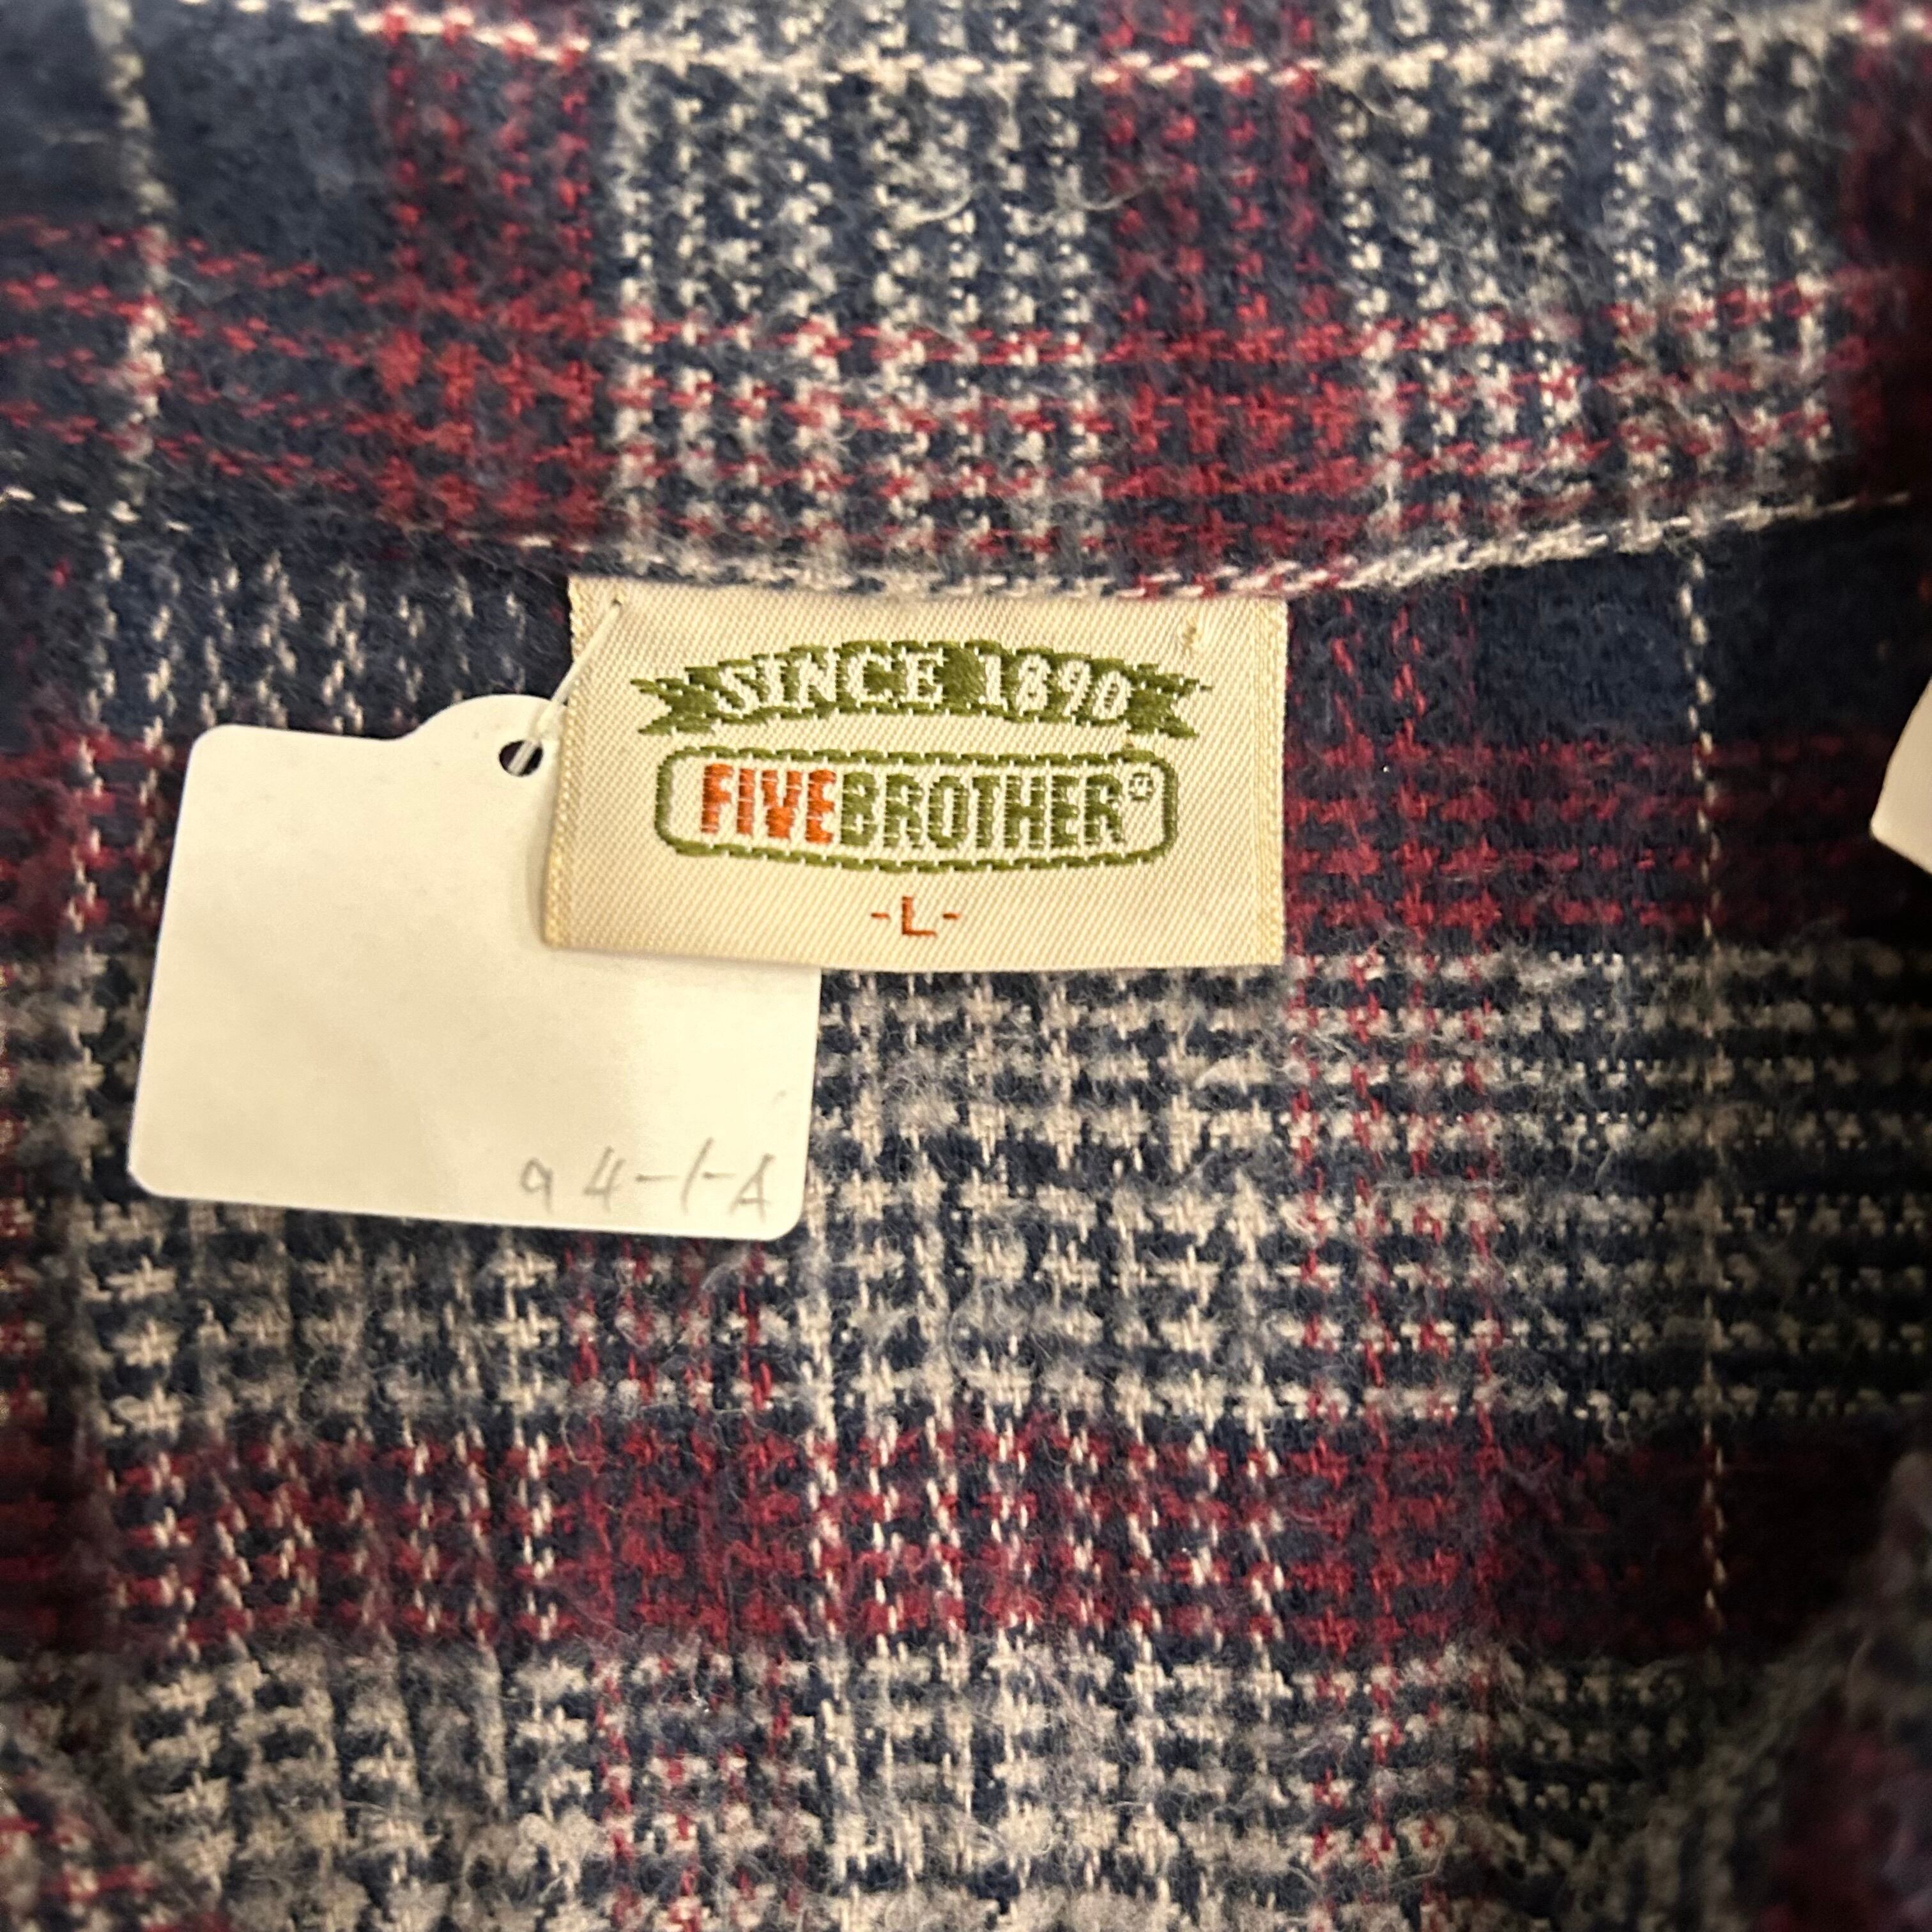 SINCE 1890
FIVEBROTHER®
-L-
94-1-A